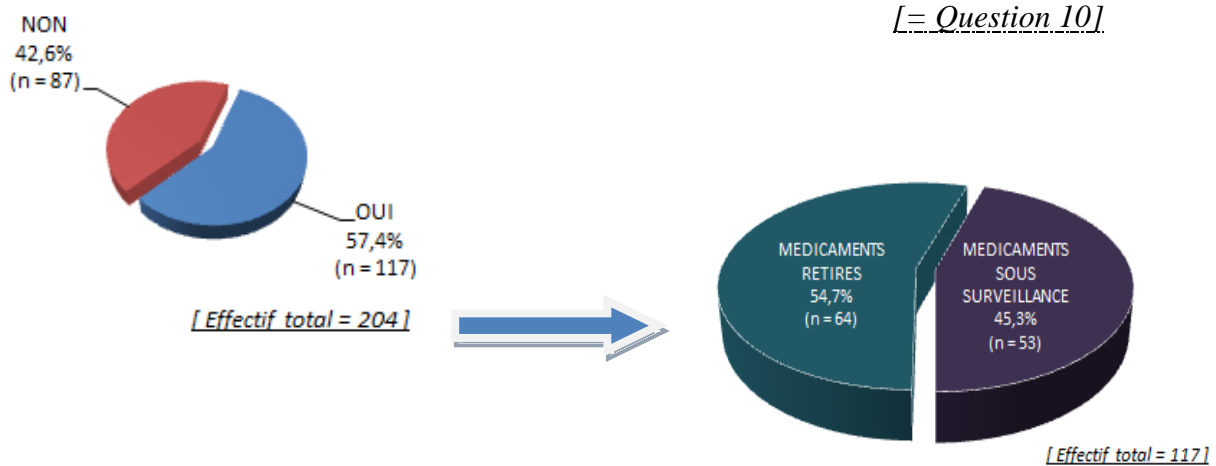 [= Question 10]
NON
42,6%
(n = 87)
OUI
57,4%
(n = 117)
[ Effectif total = 204 ]
MEDICAMENTS
RETIRES
54,7%
(n = 64)
MEDICAMENTS
SOUS
SURVEILLANCE
45,3%
(n = 53)
[ Effectif total = 117 ]